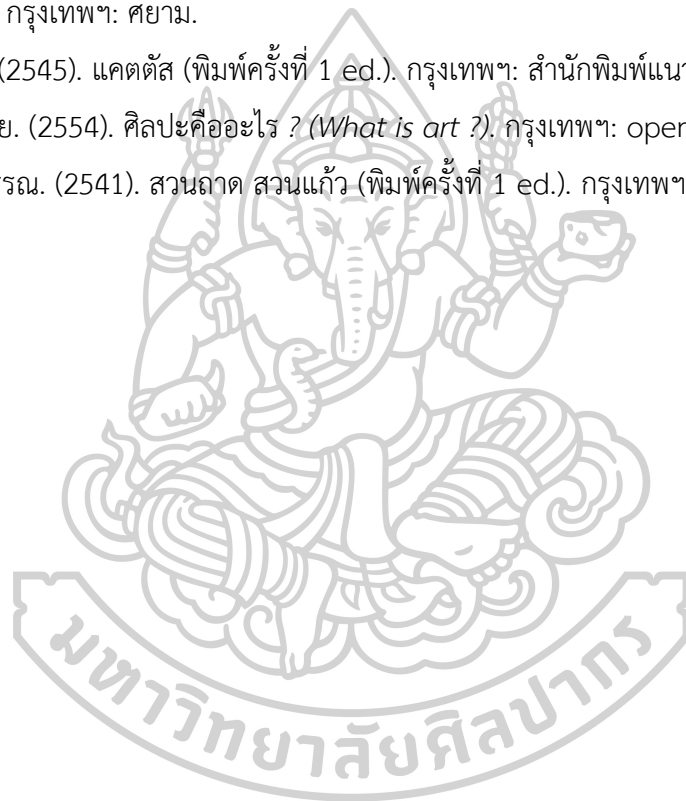 กรุงเทพฯ: ศยาม.
(2545). แคตตัส (พิมพ์ครั้งที่ 1 ed.). กรุงเทพฯ: สำนักพิมพ์แนว
ย. (2554). ศิลปะคืออะไร ? (What is art ?). กรุงเทพฯ: open
รรณ. (2541). สวนถาด สวนแก้ว (พิมพ์ครั้งที่ 1 ed.). กรุงเทพฯ
มหาวิทยาลัยศิลปากร